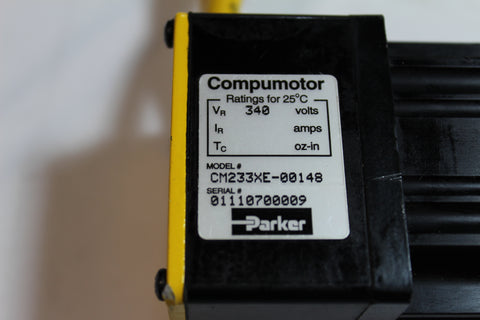 Compumotor
Ratings for 25°C
VR 340 volts
IR amps
TC oz-in
MODEL #
CM233XE-00148
SERIAL #
01110700009
Parker